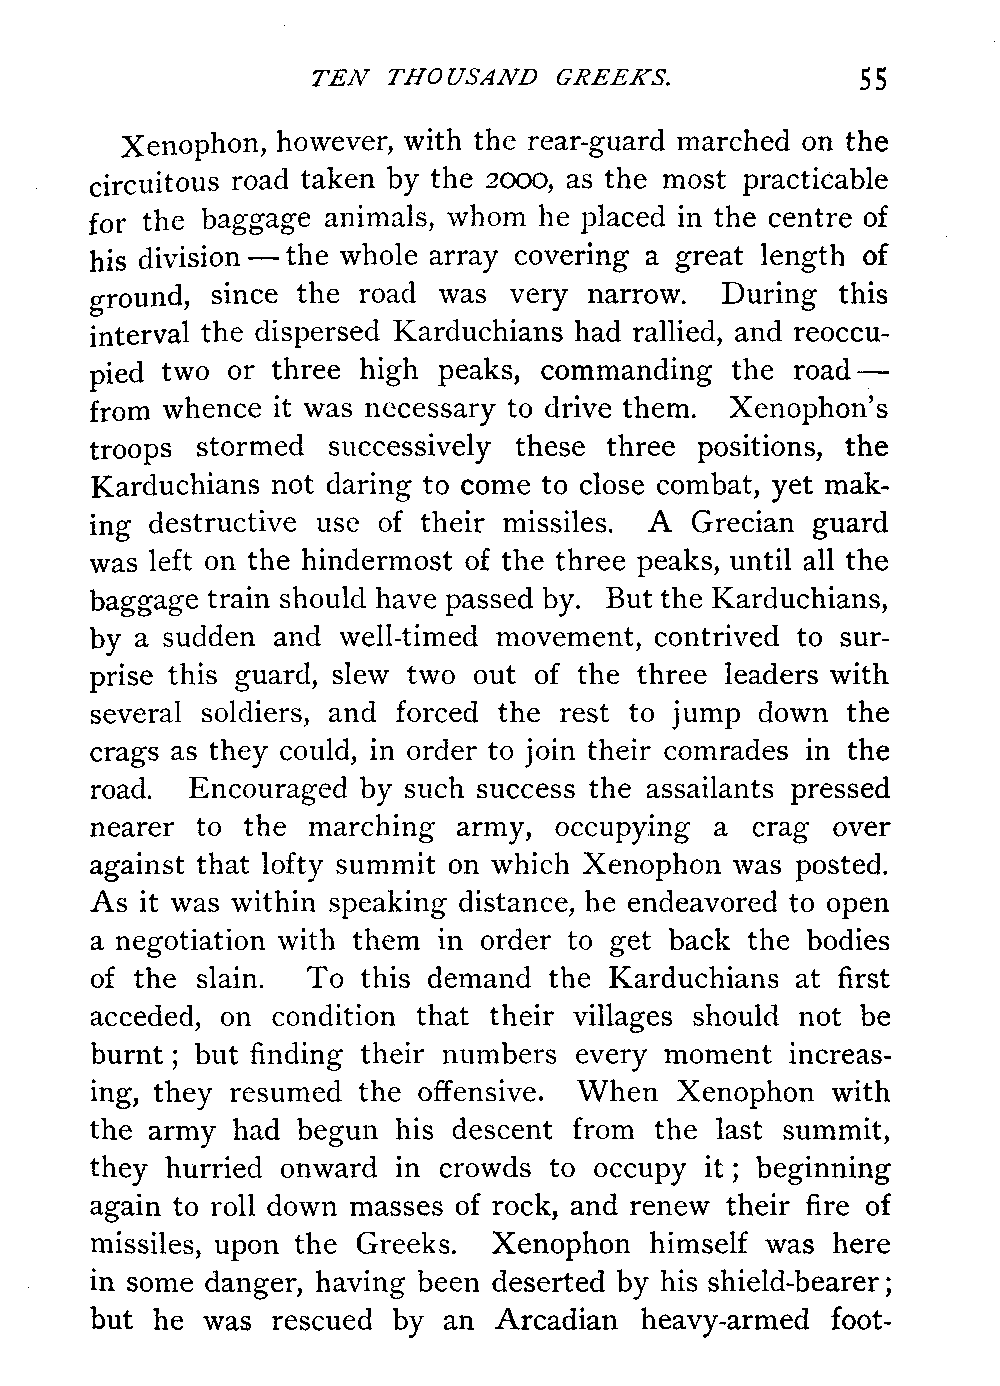 TEN THOUSAND GREEKS. 55
Xenophon, however, with the rear-guard marched on the
circuitous road taken by the 2000, as the most practicable
for the baggage animals, whom he placed in the centre of
his division — the whole array covering a great length of
ground, since the road was very narrow. During this
interval the dispersed Karduchians had rallied, and reoccu-
pied two or three high peaks, commanding the road —
from whence it was necessary to drive them. Xenophon's
troops stormed successively these three positions, the
Karduchians not daring to come to close combat, yet mak-
ing destructive use of their missiles. A Grecian guard
was left on the hindermost of the three peaks, until all the
baggage train should have passed by. But the Karduchians,
by a sudden and well-timed movement, contrived to sur-
prise this guard, slew two out of the three leaders with
several soldiers, and forced the rest to jump down the
crags as they could, in order to join their comrades in the
road. Encouraged by such success the assailants pressed
nearer to the marching army, occupying a crag over
against that lofty summit on which Xenophon was posted.
As it was within speaking distance, he endeavored to open
a negotiation with them in order to get back the bodies
of the slain. To this demand the Karduchians at first
acceded, on condition that their villages should not be
burnt ; but finding their numbers every moment increas-
ing, they resumed the offensive. When Xenophon with
the army had begun his descent from the last summit,
they hurried onward in crowds to occupy it ; beginning
again to roll down masses of rock, and renew their fire of
missiles, upon the Greeks. Xenophon himself was here
in some danger, having been deserted by his shield-bearer ;
but he was rescued by an Arcadian heavy-armed foot-